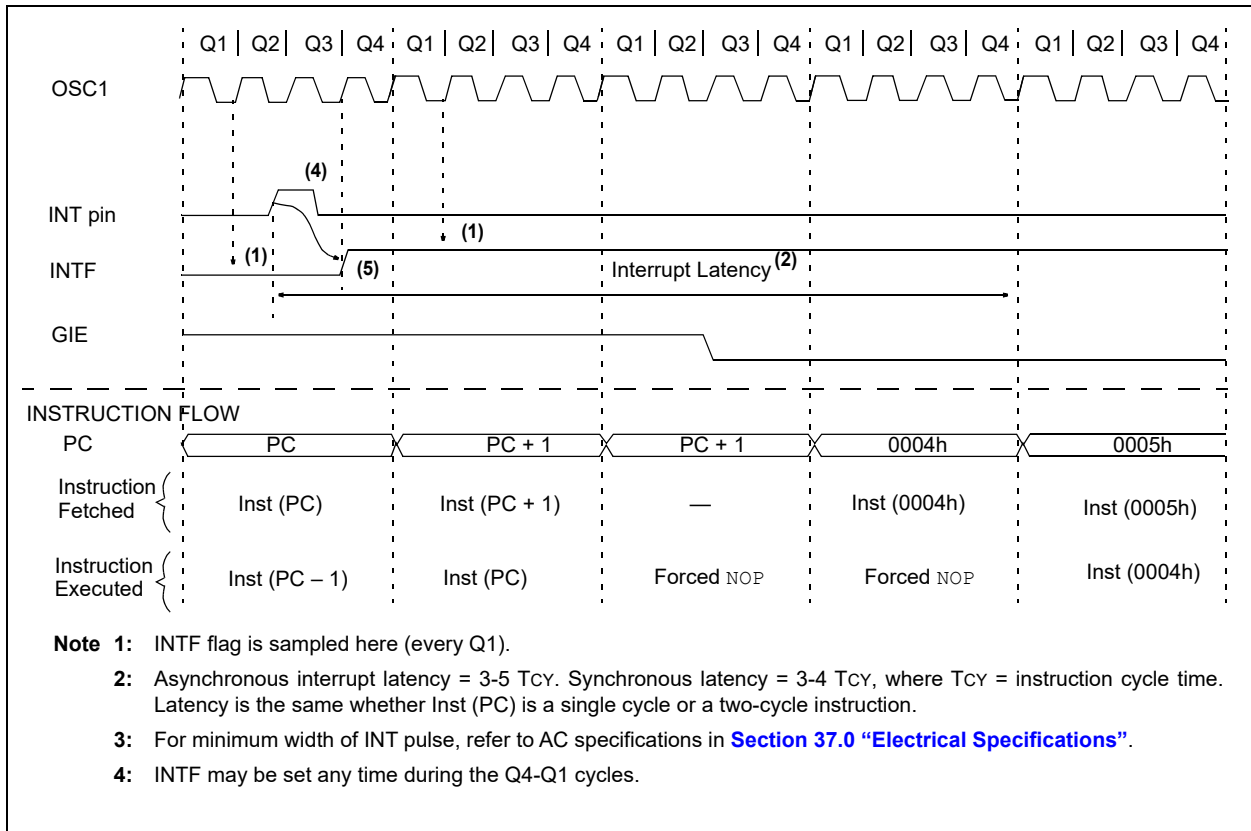 Q1 | Q2 | Q3 | Q4 Q1 | Q2 | Q3 | Q4 Q1 | Q2 | Q3 | Q4 Q1 | Q2 | Q3 | Q4 Q1 | Q2 | Q3 | Q4
OSC1
(4)
INT pin
(1)
(1)
INTF
(5)
Interrupt Latency (2)
GIE
INSTRUCTION FLOW
PC
PC
PC + 1
PC + 1
0004h
0005h
Instruction
Fetched
Inst (PC)
Inst (PC + 1)
—
Inst (0004h)
Inst (0005h)
Instruction
Executed
Inst (PC – 1)
Inst (PC)
Forced NOP
Forced NOP
Inst (0004h)
Note 1: INTF flag is sampled here (every Q1).
2: Asynchronous interrupt latency = 3-5 TCY. Synchronous latency = 3-4 TCY, where TCY = instruction cycle time.
Latency is the same whether Inst (PC) is a single cycle or a two-cycle instruction.
3: For minimum width of INT pulse, refer to AC specifications in Section 37.0 “Electrical Specifications”.
4: INTF may be set any time during the Q4-Q1 cycles.